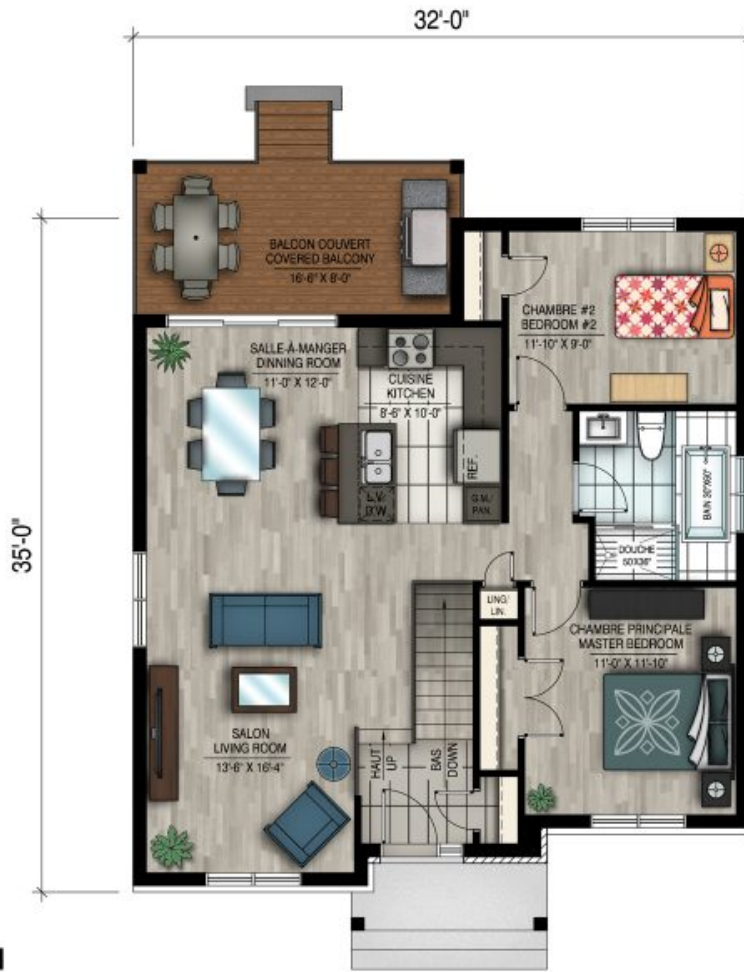 32'-0"
35'-0"
BALCON COUVERT
COVERED BALCONY
16'-6" X 8'-0"
CHAMBRE #2
BEDROOM #2
11'-10" X 9'-0"
SALLE-À-MANGER
DINNING ROOM
11'-0" X 12'-0"
CUISINE
KITCHEN
8'-6" X 10'-0"
REF.
L.V./
D.W.
G.M./
PAN.
BAIN 30"X60"
DOUCHE
50X36"
LING/
LIN.
CHAMBRE PRINCIPALE
MASTER BEDROOM
11'-0" X 11'-10"
SALON
LIVING ROOM
13'-6" X 16'-4"
HAUT
UP
BAS
DOWN